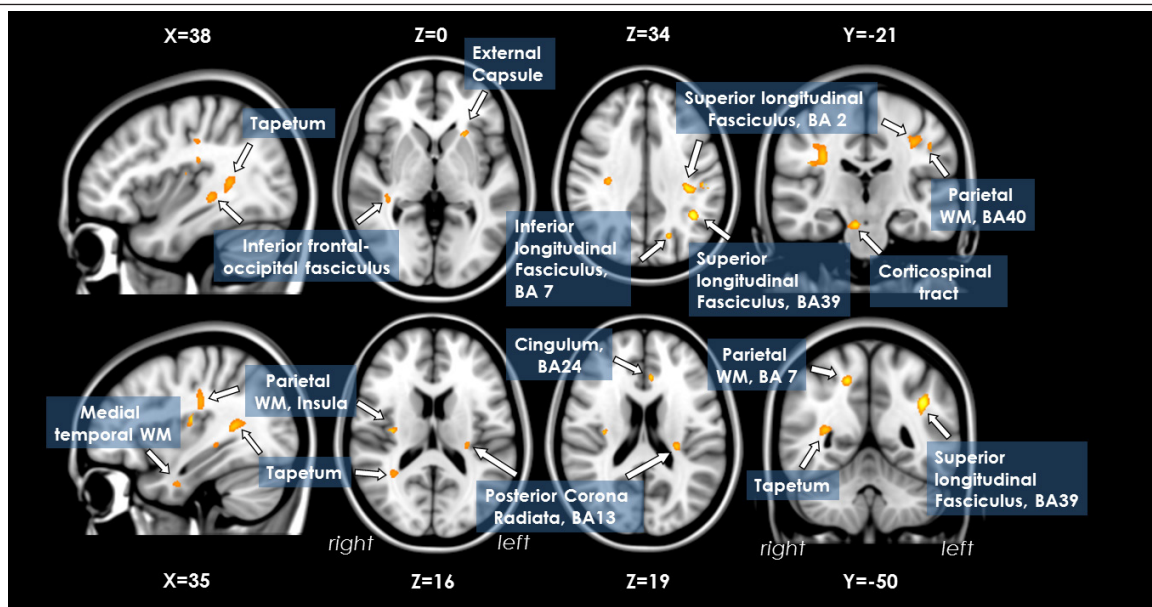 X=38
Z=0
Z=34
Y=-21
External
Capsule
Superior longitudinal
Fasciculus, BA 2
Tapetum
Parietal
WM, BA40
Inferior frontal-
occipital fasciculus
Inferior
longitudinal
Fasciculus,
BA 7
Superior
longitudinal
Fasciculus, BA39
Corticospinal
tract
Cingulum,
BA24
Parietal
WM, BA 7
Parietal
WM, Insula
Medial
temporal WM
Tapetum
Posterior Corona
Radiata, BA13
Tapetum
Superior
longitudinal
Fasciculus, BA39
right
left
right
left
X=35
Z=16
Z=19
Y=-50